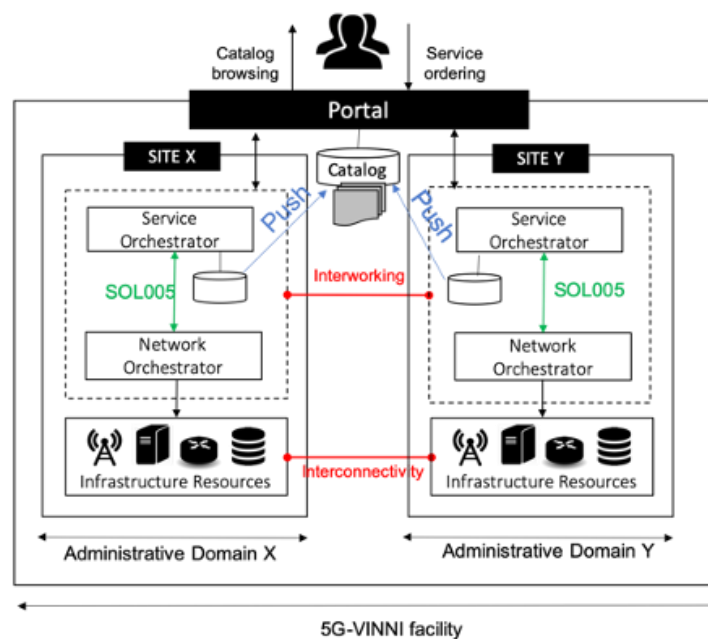 Catalog
browsing
Service
ordering
Portal
SITE X
Catalog
SITE Y
Push
Push
Service
Orchestrator
Service
Orchestrator
SOL005
Interworking
SOL005
Network
Orchestrator
Network
Orchestrator
Infrastructure Resources
Interconnectivity
Infrastructure Resources
Administrative Domain X
Administrative Domain Y
5G-VINNI facility